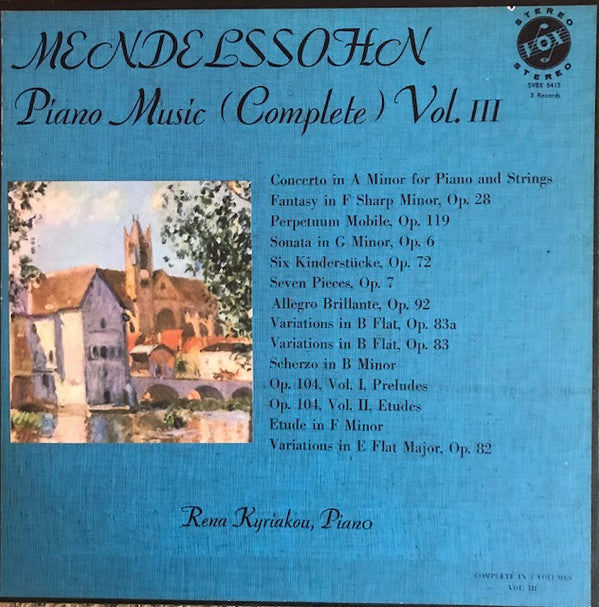 MENDELSSOHN
Piano Music (Complete) Vol. III
STEREO
VOX
STEREO
SVBX 5413
3 Records
Concerto in A Minor for Piano and Strings
Fantasy in F Sharp Minor, Op. 28
Perpetuum Mobile, Op. 119
Sonata in G Minor, Op. 6
Six Kinderstücke, Op. 72
Seven Pieces, Op. 7
Allegro Brillante, Op. 92
Variations in B Flat, Op. 83a
Variations in B Flat, Op. 83
Scherzo in B Minor
Op. 104, Vol. I, Preludes
Op. 104, Vol. II, Etudes
Etude in F Minor
Variations in E Flat Major, Op. 82
Rena Kyriakou, Piano
COMPLETE IN VOLUMES
VOL. III